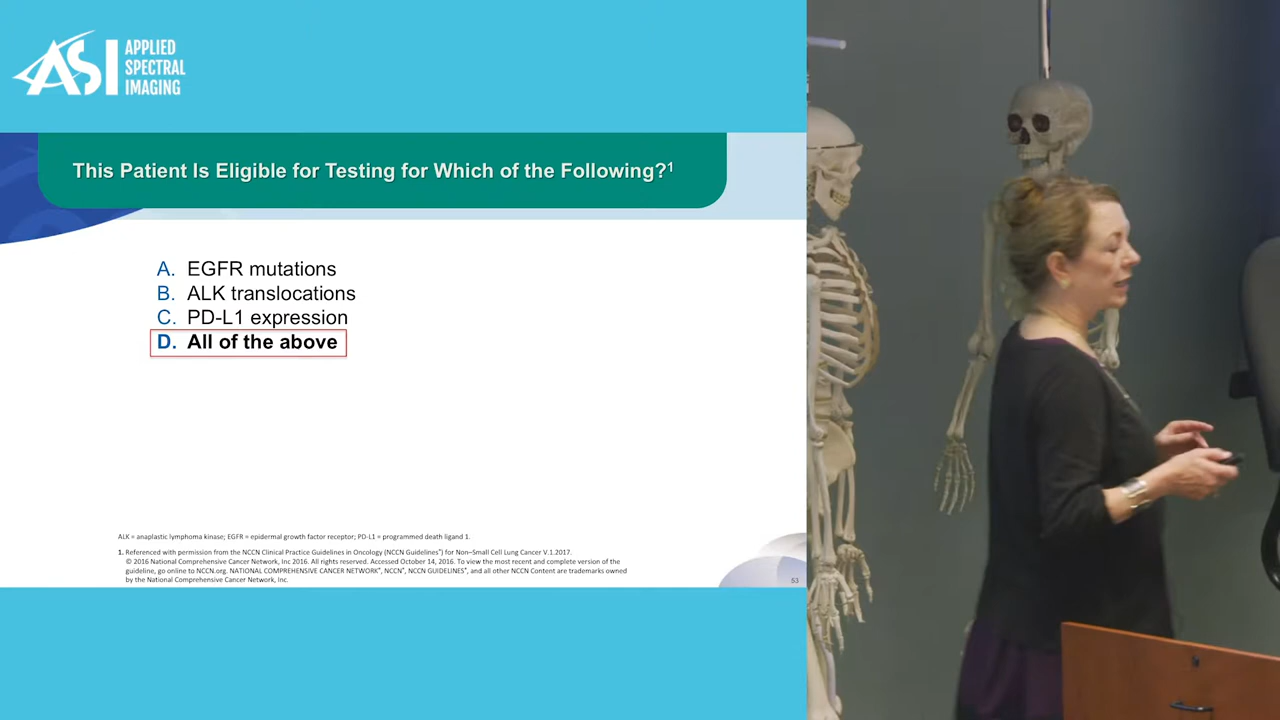 ASI APPLIED
SPECTRAL
IMAGING
This Patient Is Eligible for Testing for Which of the Following?¹
A. EGFR mutations
B. ALK translocations
C. PD-L1 expression
D. All of the above
ALK = anaplastic lymphoma kinase; EGFR = epidermal growth factor receptor; PD-L1 = programmed death ligand 1.
1. Referenced with permission from the NCCN Clinical Practice Guidelines in Oncology (NCCN Guidelines®) for Non–Small Cell Lung Cancer V.1.2017.
© 2016 National Comprehensive Cancer Network, Inc 2016. All rights reserved. Accessed October 14, 2016. To view the most recent and complete version of the
guideline, go online to NCCN.org. NATIONAL COMPREHENSIVE CANCER NETWORK®, NCCN®, NCCN GUIDELINES®, and all other NCCN Content are trademarks owned
by the National Comprehensive Cancer Network, Inc.
53